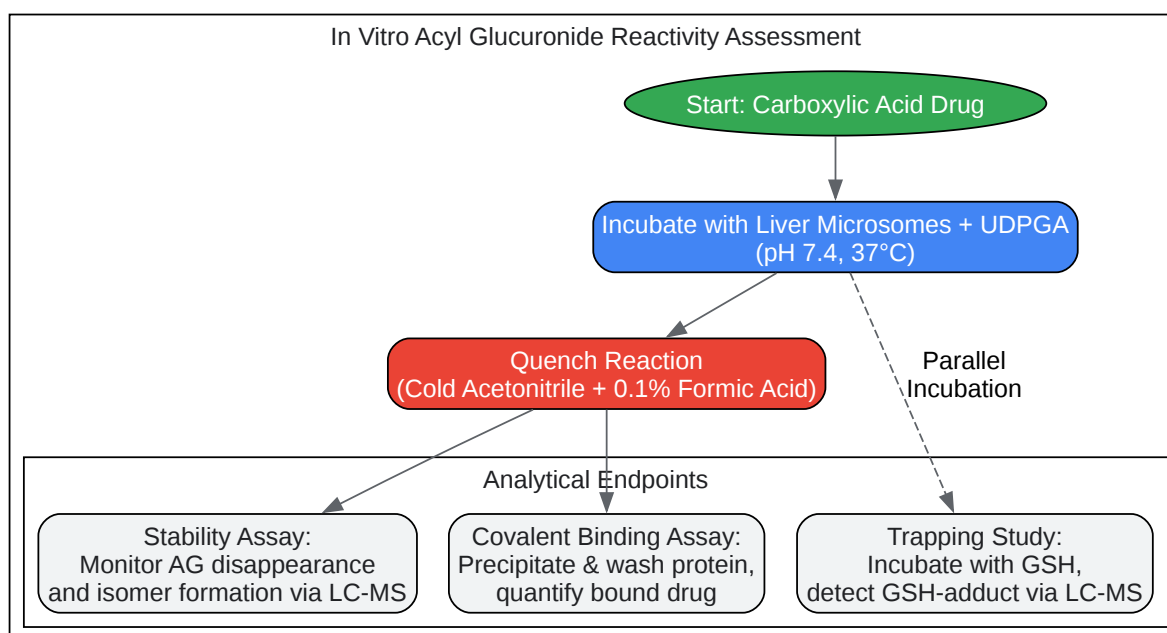 In Vitro Acyl Glucuronide Reactivity Assessment
Start: Carboxylic Acid Drug
Incubate with Liver Microsomes + UDPGA
(pH 7.4, 37°C)
Quench Reaction
(Cold Acetonitrile + 0.1% Formic Acid)
Parallel
Incubation
Analytical Endpoints
Stability Assay:
Monitor AG disappearance
and isomer formation via LC-MS
Covalent Binding Assay:
Precipitate & wash protein,
quantify bound drug
Trapping Study:
Incubate with GSH,
detect GSH-adduct via LC-MS